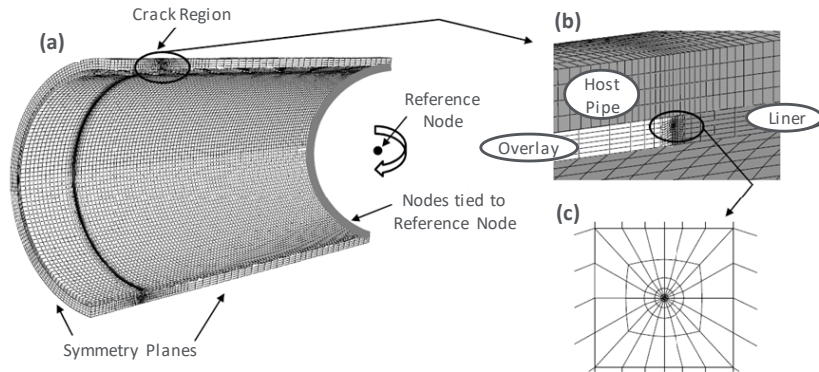 Crack Region
(a)
Reference
Node
Nodes tied to
Reference Node
Symmetry Planes
(b)
Host
Pipe
Liner
Overlay
(c)